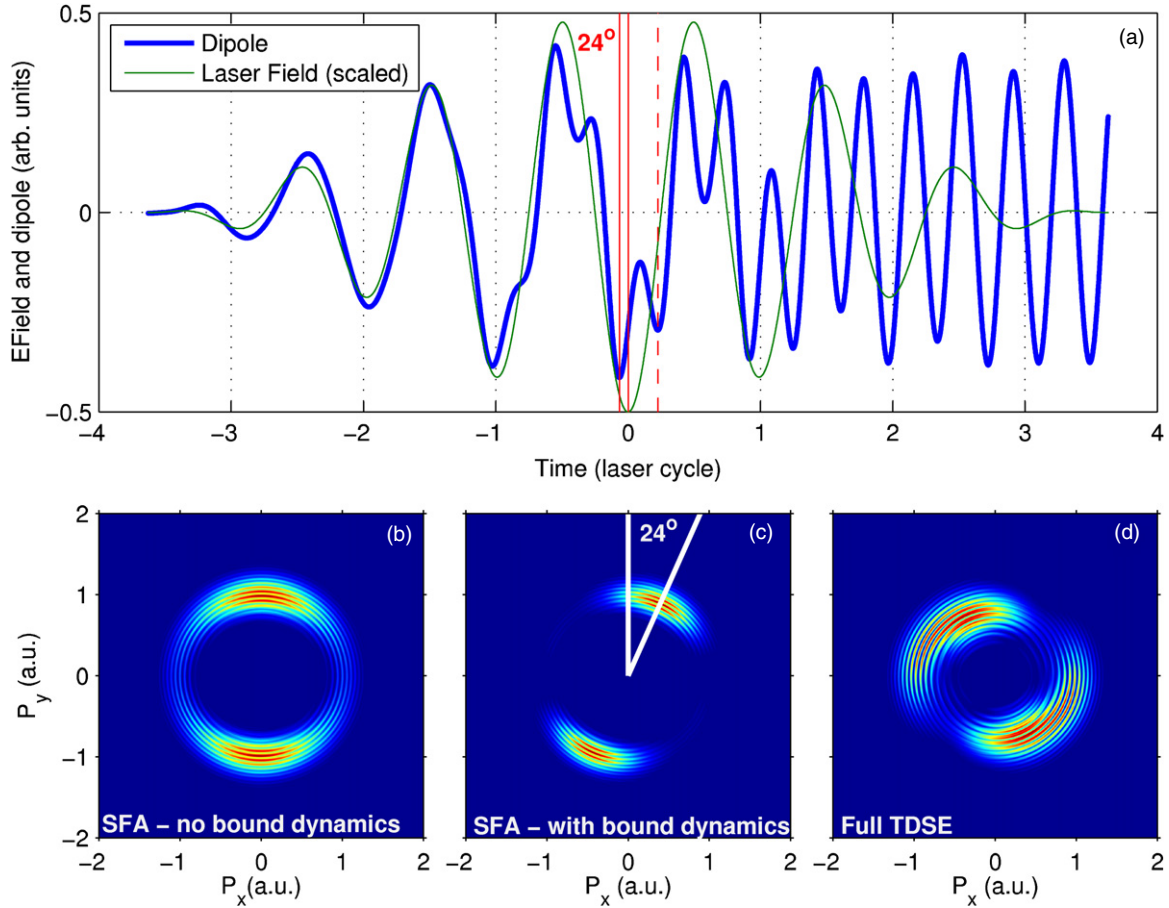 0.5
0
−0.5
EField and dipole (arb. units)
Dipole
Laser Field (scaled)
24°
(a)
−4 −3 −2 −1 0 1 2 3 4
Time (laser cycle)
2
1
0
−1
−2
P_y (a.u.)
(b)
SFA − no bound dynamics
−2 −1 0 1 2
P_x(a.u.)
24°
(c)
SFA − with bound dynamics
−2 −1 0 1 2
P_x (a.u.)
(d)
Full TDSE
−2 −1 0 1 2
P_x (a.u.)